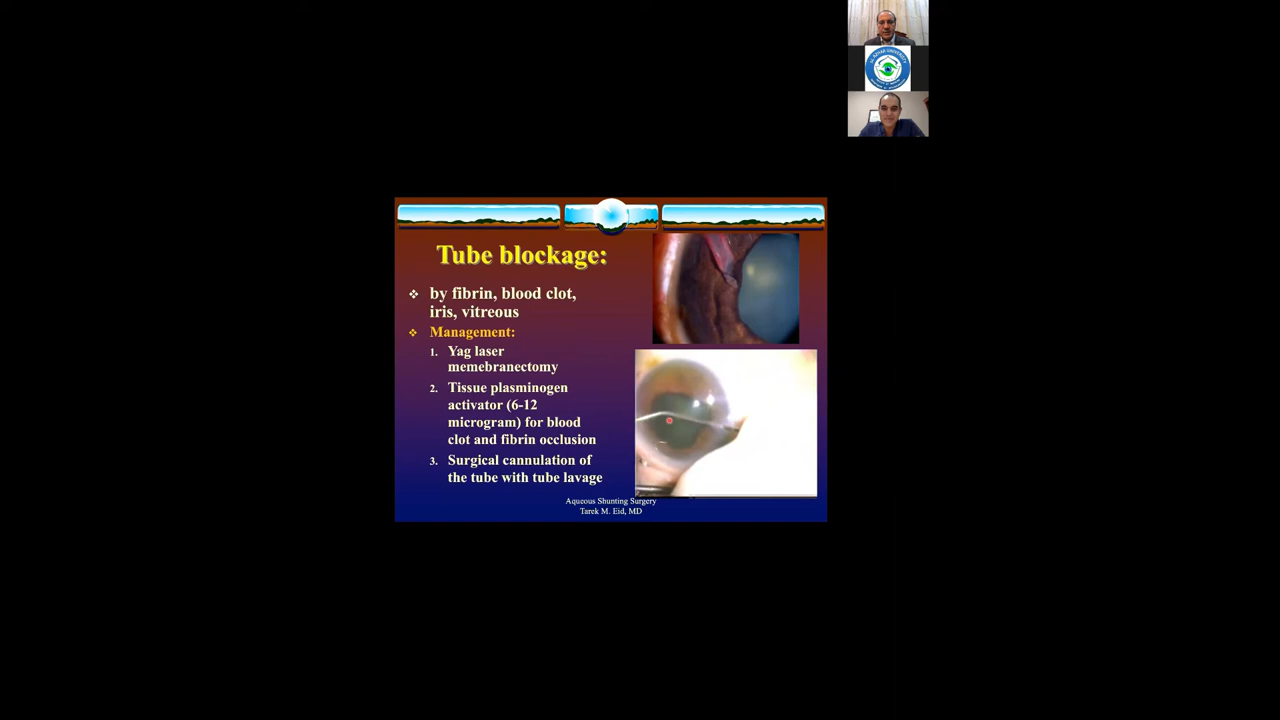 Tube blockage:
by fibrin, blood clot,
iris, vitreous
Management:
1. Yag laser
memebranectomy
2. Tissue plasminogen
activator (6-12
microgram) for blood
clot and fibrin occlusion
3. Surgical cannulation of
the tube with tube lavage
Aqueous Shunting Surgery
Tarek M. Eid, MD